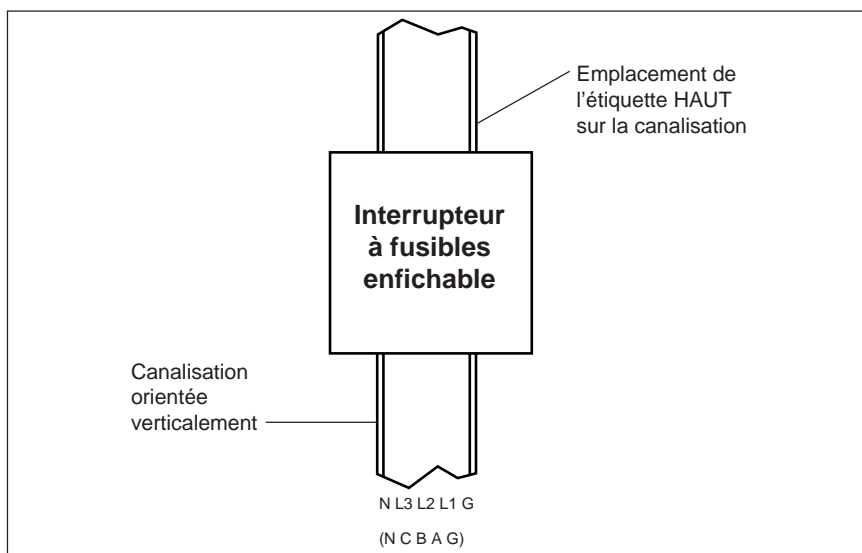 Emplacement de
l’étiquette HAUT
sur la canalisation
Interrupteur
à fusibles
enfichable
Canalisation
orientée
verticalement
N L3 L2 L1 G
(N C B A G)